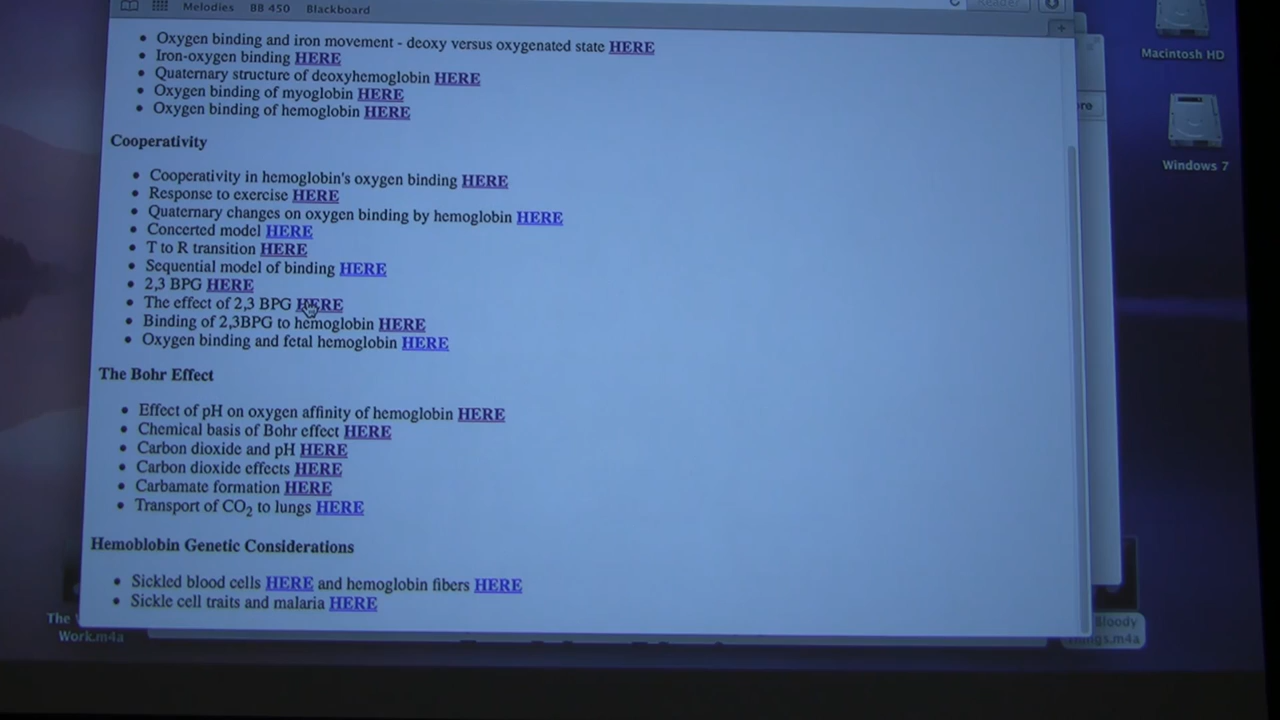 Melodies BB 450 Blackboard
Reader
Oxygen binding and iron movement - deoxy versus oxygenated state HERE
Iron-oxygen binding HERE
Quaternary structure of deoxyhemoglobin HERE
Oxygen binding of myoglobin HERE
Oxygen binding of hemoglobin HERE
Cooperativity
Cooperativity in hemoglobin's oxygen binding HERE
Response to exercise HERE
Quaternary changes on oxygen binding by hemoglobin HERE
Concerted model HERE
T to R transition HERE
Sequential model of binding HERE
2,3 BPG HERE
The effect of 2,3 BPG HERE
Binding of 2,3BPG to hemoglobin HERE
Oxygen binding and fetal hemoglobin HERE
The Bohr Effect
Effect of pH on oxygen affinity of hemoglobin HERE
Chemical basis of Bohr effect HERE
Carbon dioxide and pH HERE
Carbon dioxide effects HERE
Carbamate formation HERE
Transport of CO2 to lungs HERE
Hemoblobin Genetic Considerations
Sickled blood cells HERE and hemoglobin fibers HERE
Sickle cell traits and malaria HERE
Macintosh HD
Windows 7
The
Work.m4a
Bloody